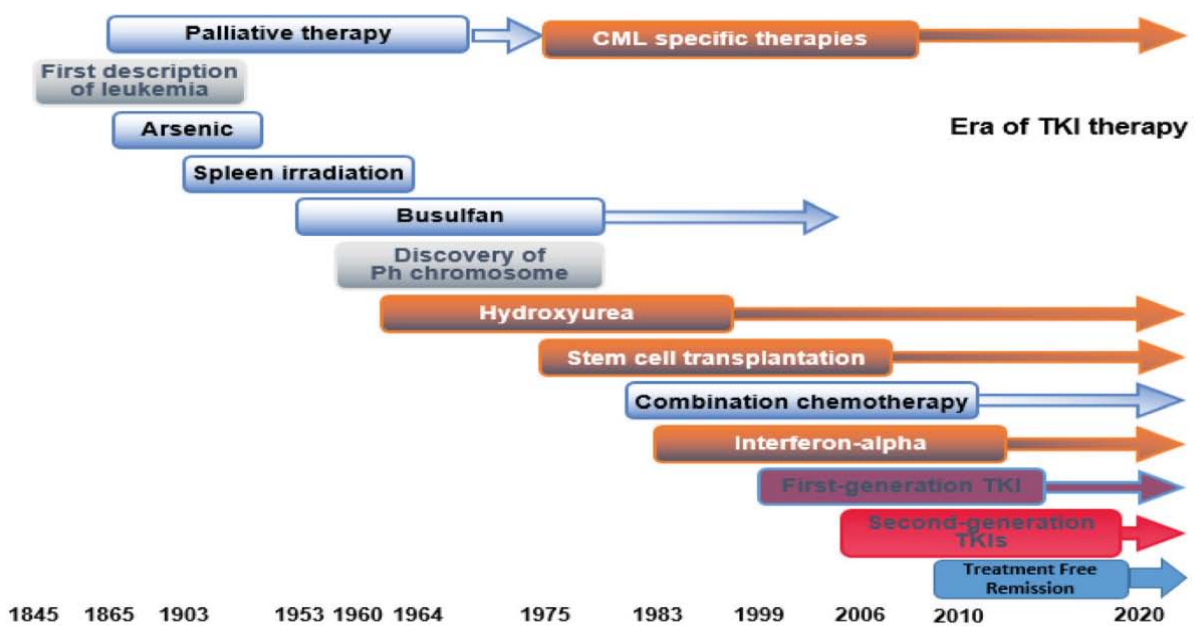 Palliative therapy
CML specific therapies
First description
of leukemia
Arsenic
Era of TKI therapy
Spleen irradiation
Busulfan
Discovery of
Ph chromosome
Hydroxyurea
Stem cell transplantation
Combination chemotherapy
Interferon-alpha
First-generation TKI
Second-generation
TKIs
Treatment Free
Remission
1845 1865 1903 1953 1960 1964 1975 1983 1999 2006 2010 2020